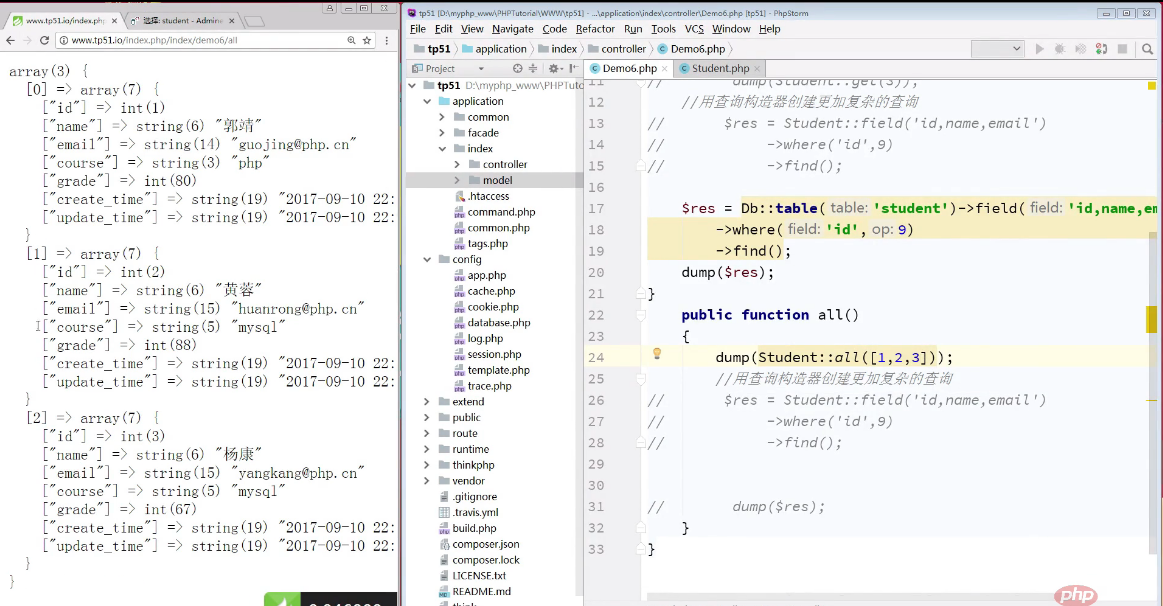 www.tp51.io/index.php
选择: student - Admine
www.tp51.io/index.php/index/demo6/all
array(3) {
[0] => array(7) {
["id"] => int(1)
["name"] => string(6) "郭靖"
["email"] => string(14) "guojing@php.cn"
["course"] => string(3) "php"
["grade"] => int(80)
["create_time"] => string(19) "2017-09-10 22:
["update_time"] => string(19) "2017-09-10 22:
}
[1] => array(7) {
["id"] => int(2)
["name"] => string(6) "黄蓉"
["email"] => string(15) "huanrong@php.cn"
["course"] => string(5) "mysql"
["grade"] => int(88)
["create_time"] => string(19) "2017-09-10 22:
["update_time"] => string(19) "2017-09-10 22:
}
[2] => array(7) {
["id"] => int(3)
["name"] => string(6) "杨康"
["email"] => string(15) "yangkang@php.cn"
["course"] => string(5) "mysql"
["grade"] => int(67)
["create_time"] => string(19) "2017-09-10 22:
["update_time"] => string(19) "2017-09-10 22:
}
}
tp51 [D:\myphp_www\PHPTutorial\WWW\tp51] - ...\application\index\controller\Demo6.php [tp51] - PhpStorm
File Edit View Navigate Code Refactor Run Tools VCS Window Help
tp51 application index controller Demo6.php
Project
tp51 D:\myphp_www\PHPTuto
application
common
facade
index
controller
model
.htaccess
command.php
common.php
tags.php
config
app.php
cache.php
cookie.php
database.php
log.php
session.php
template.php
trace.php
extend
public
route
runtime
thinkphp
vendor
.gitignore
.travis.yml
build.php
composer.json
composer.lock
LICENSE.txt
README.md
think
Demo6.php Student.php
11 // dump(Student::get(3));
12 //用查询构造器创建更加复杂的查询
13 // $res = Student::field('id,name,email')
14 // ->where('id',9)
15 // ->find();
16
17 $res = Db::table( table: 'student')->field( field: 'id,name,em
18 ->where( field: 'id', op: 9)
19 ->find();
20 dump($res);
21 }
22 public function all()
23 {
24 dump(Student::all([1,2,3]));
25 //用查询构造器创建更加复杂的查询
26 // $res = Student::field('id,name,email')
27 // ->where('id',9)
28 // ->find();
29
30
31 // dump($res);
32 }
33 }
php